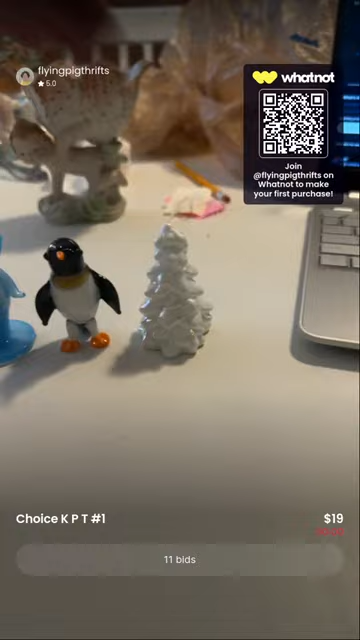 flyingpigthrifts
★ 5.0
whatnot
Join
@flyingpigthrifts on
Whatnot to make
your first purchase!
Choice K P T #1
$19
11 bids